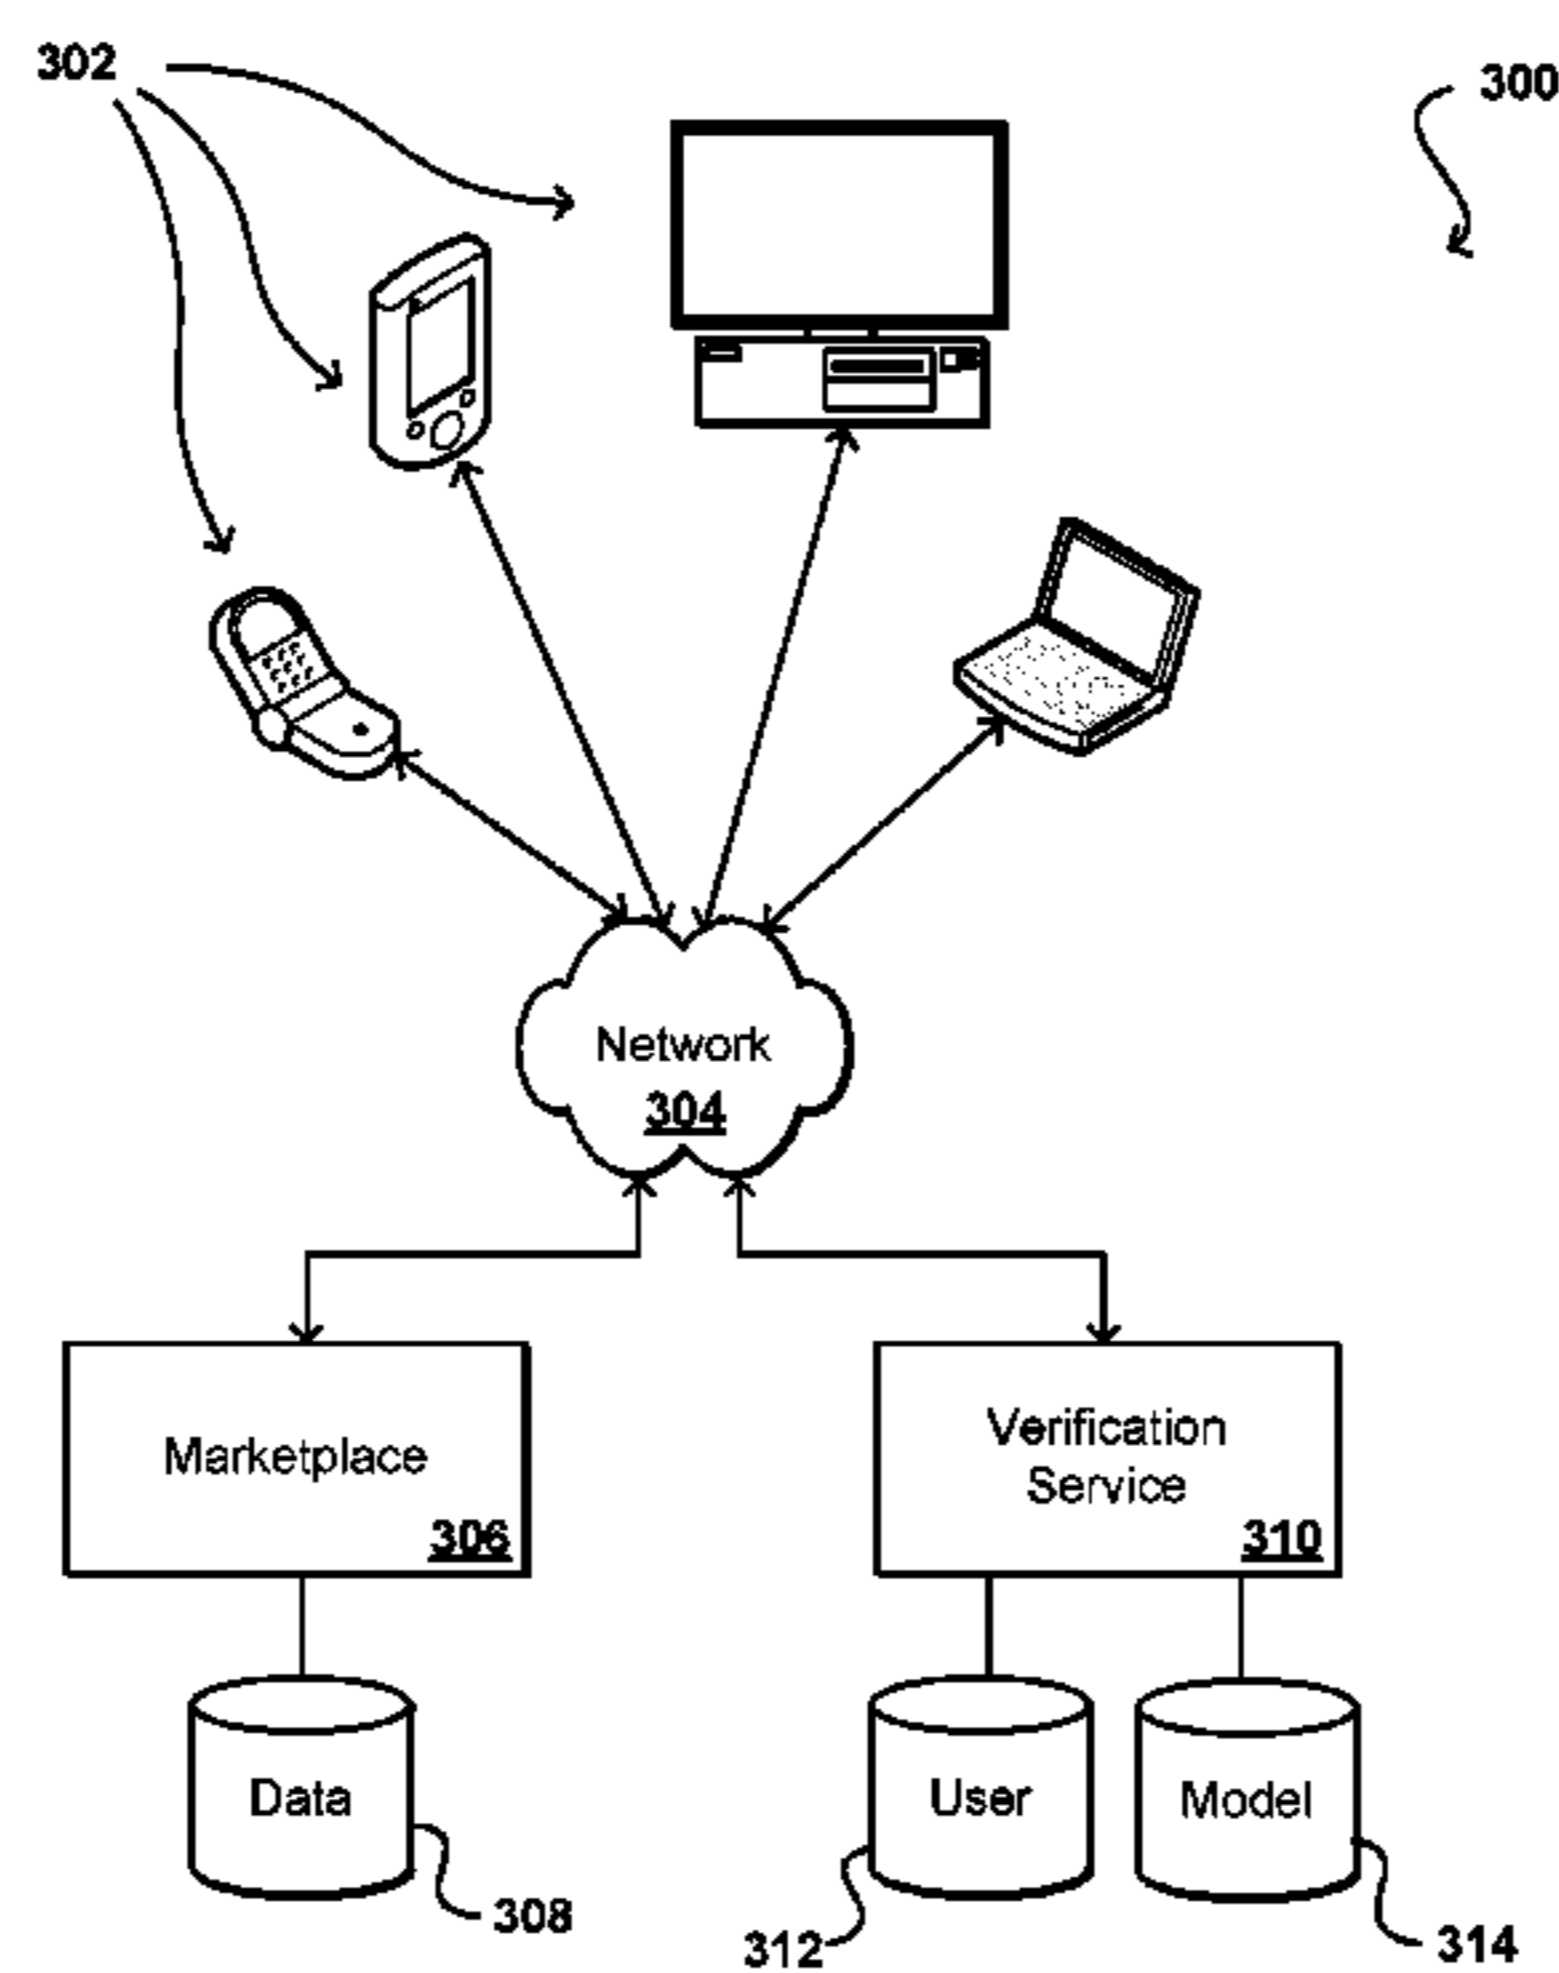 302
300
Network
304
Marketplace
306
Verification
Service
310
Data
User
Model
308
312
314